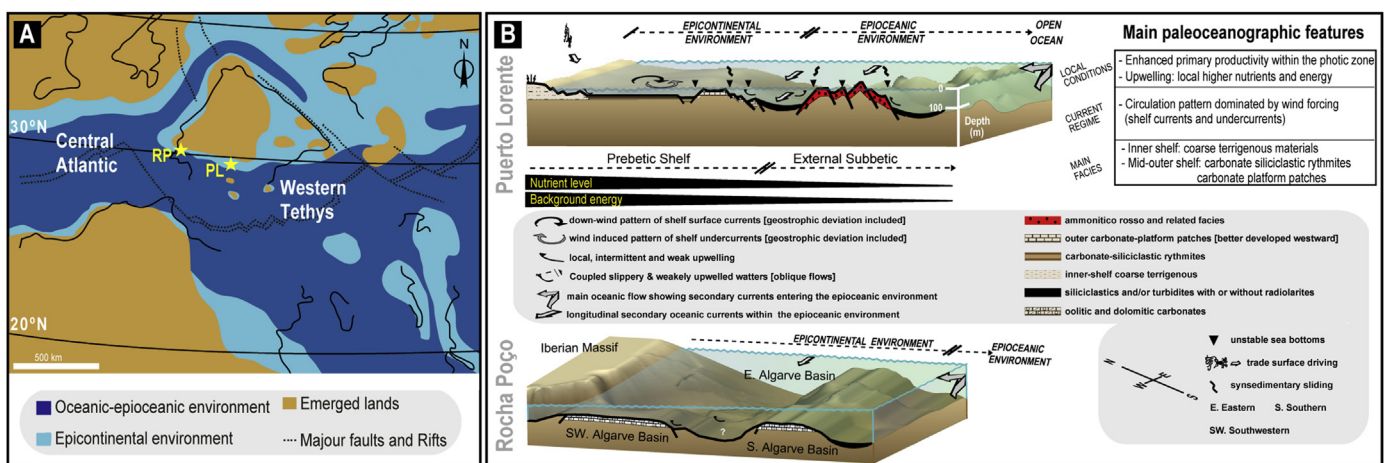 A
N
30ºN
Central
Atlantic
RP
PL
Western
Tethys
20ºN
500 km
Oceanic-epioceanic environment
Emerged lands
Epicontinental environment
Majour faults and Rifts
B
Puerto Lorente
EPICONTINENTAL
ENVIRONMENT
EPIOCEANIC
ENVIRONMENT
OPEN
OCEAN
0
100
Depth
(m)
Prebetic Shelf
External Subbetic
Nutrient level
Background energy
Main paleoceanographic features
LOCAL
CONDITIONS
- Enhanced primary productivity within the photic zone
- Upwelling: local higher nutrients and energy
CURRENT
REGIME
- Circulation pattern dominated by wind forcing
(shelf currents and undercurrents)
MAIN
FACIES
- Inner shelf: coarse terrigenous materials
- Mid-outer shelf: carbonate siliciclastic rythmites
carbonate platform patches
down-wind pattern of shelf surface currents [geostrophic deviation included]
wind induced pattern of shelf undercurrents [geostrophic deviation included]
local, intermittent and weak upwelling
Coupled slippery & weakely upwelled watters [oblique flows]
main oceanic flow showing secondary currents entering the epioceanic environment
longitudinal secondary oceanic currents within the epioceanic environment
ammonitico rosso and related facies
outer carbonate-platform patches [better developed westward]
carbonate-siliciclastic rythmites
inner-shelf coarse terrigenous
siliciclastics and/or turbidites with or without radiolarites
oolitic and dolomitic carbonates
Rocha Poço
Iberian Massif
EPICONTINENTAL ENVIRONMENT
EPIOCEANIC
ENVIRONMENT
E. Algarve Basin
?
SW. Algarve Basin
S. Algarve Basin
N
E
W
S
unstable sea bottoms
trade surface driving
synsedimentary sliding
E. Eastern S. Southern
SW. Southwestern